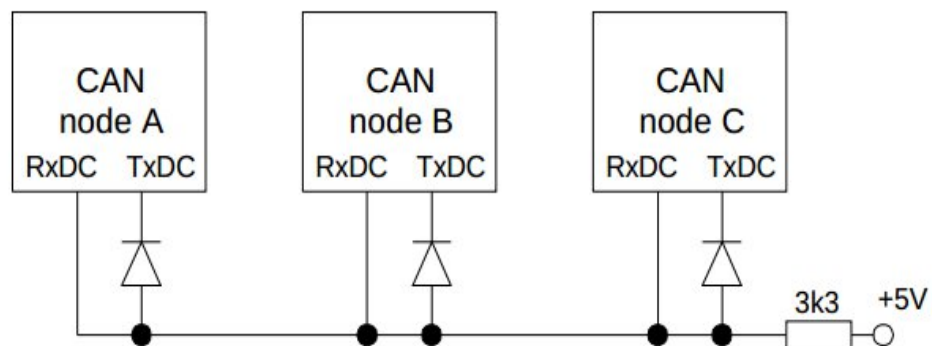 CAN
node A
RxDC TxDC
CAN
node B
RxDC TxDC
CAN
node C
RxDC TxDC
3k3
+5V